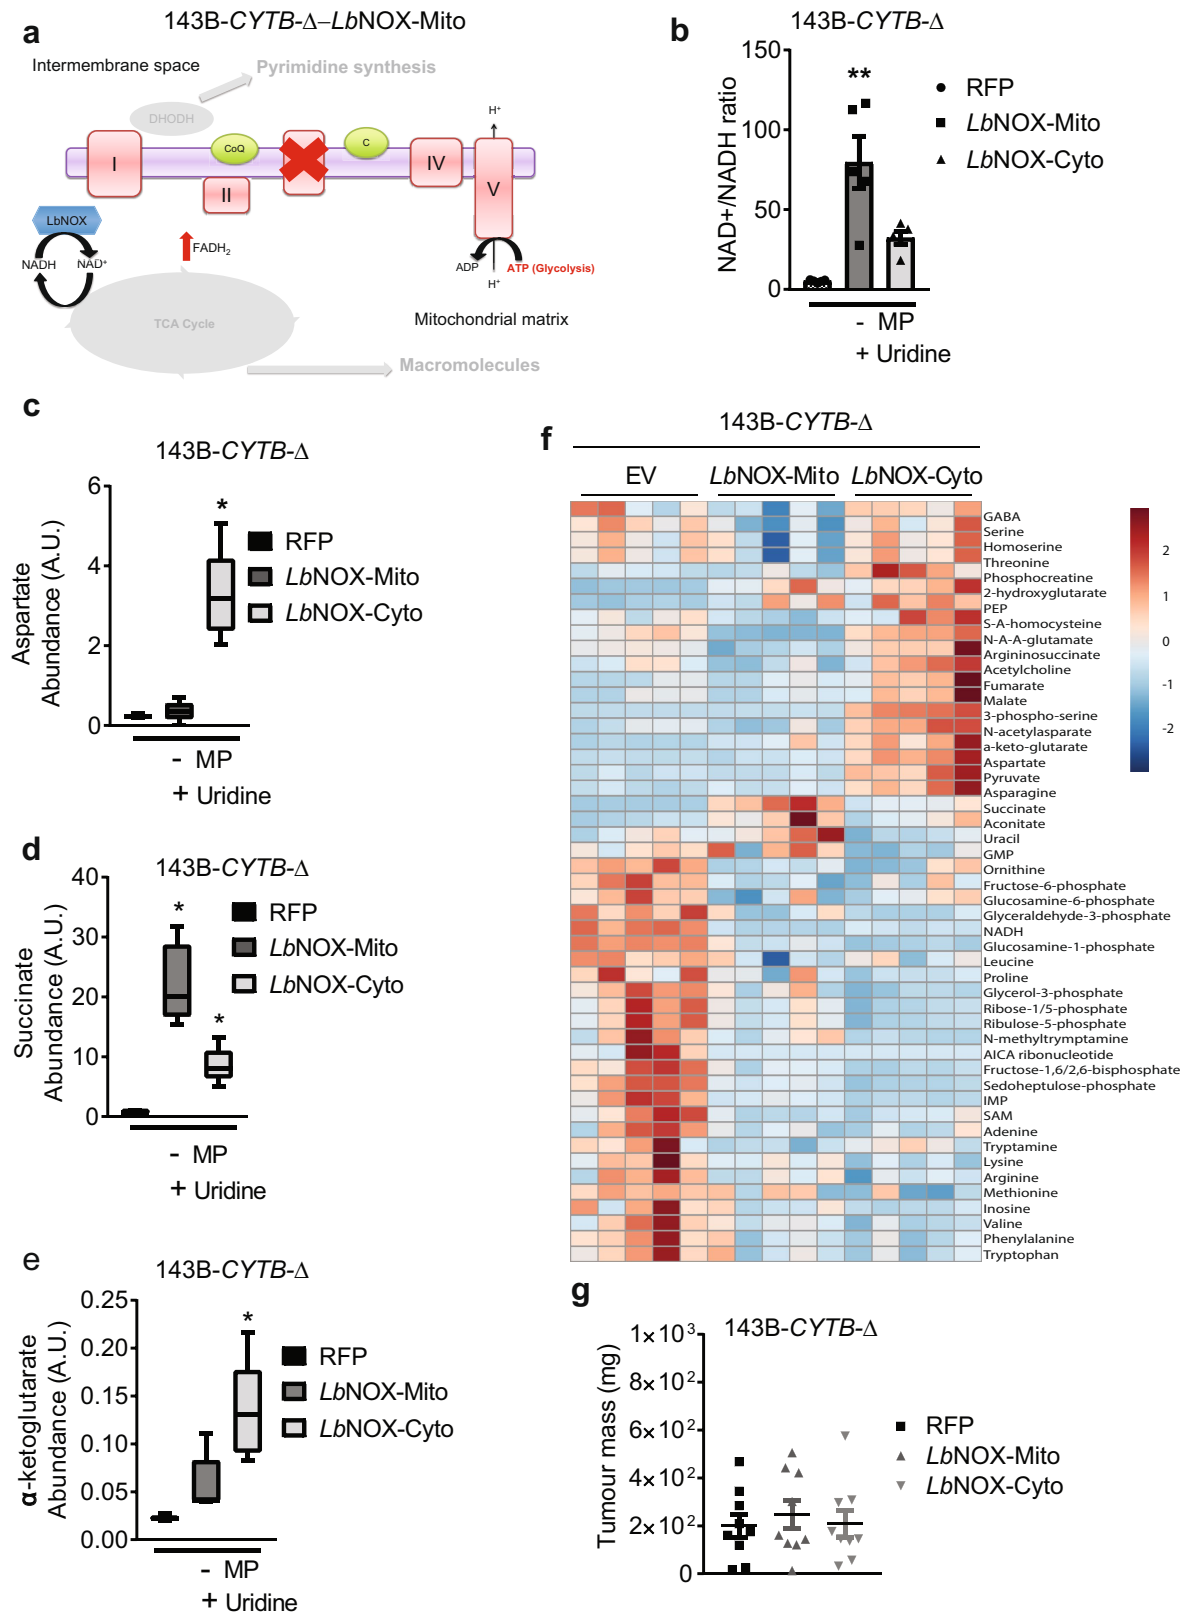 a
143B-CYTB-Δ–LbNOX-Mito
Intermembrane space
Pyrimidine synthesis
DHODH
H⁺
I
CoQ
II
C
IV
V
LbNOX
NADH
NAD⁺
FADH₂
ADP
ATP (Glycolysis)
H⁺
TCA Cycle
Mitochondrial matrix
Macromolecules
b
143B-CYTB-Δ
NAD+/NADH ratio
150
100
50
0
**
RFP
LbNOX-Mito
LbNOX-Cyto
- MP
+ Uridine
c
143B-CYTB-Δ
Aspartate
Abundance (A.U.)
6
4
2
0
*
RFP
LbNOX-Mito
LbNOX-Cyto
- MP
+ Uridine
d
143B-CYTB-Δ
Succinate
Abundance (A.U.)
40
30
20
10
0
*
*
RFP
LbNOX-Mito
LbNOX-Cyto
- MP
+ Uridine
e
143B-CYTB-Δ
α-ketoglutarate
Abundance (A.U.)
0.25
0.20
0.15
0.10
0.05
0.00
*
RFP
LbNOX-Mito
LbNOX-Cyto
- MP
+ Uridine
f
143B-CYTB-Δ
EV
LbNOX-Mito
LbNOX-Cyto
GABA
Serine
Homoserine
Threonine
Phosphocreatine
2-hydroxyglutarate
PEP
S-A-homocysteine
N-A-A-glutamate
Argininosuccinate
Acetylcholine
Fumarate
Malate
3-phospho-serine
N-acetylasparate
a-keto-glutarate
Aspartate
Pyruvate
Asparagine
Succinate
Aconitate
Uracil
GMP
Ornithine
Fructose-6-phosphate
Glucosamine-6-phosphate
Glyceraldehyde-3-phosphate
NADH
Glucosamine-1-phosphate
Leucine
Proline
Glycerol-3-phosphate
Ribose-1/5-phosphate
Ribulose-5-phosphate
N-methyltrymptamine
AICA ribonucleotide
Fructose-1,6/2,6-bisphosphate
Sedoheptulose-phosphate
IMP
SAM
Adenine
Tryptamine
Lysine
Arginine
Methionine
Inosine
Valine
Phenylalanine
Tryptophan
2
1
0
-1
-2
g
143B-CYTB-Δ
Tumour mass (mg)
1×10³
8×10²
6×10²
4×10²
2×10²
0
RFP
LbNOX-Mito
LbNOX-Cyto